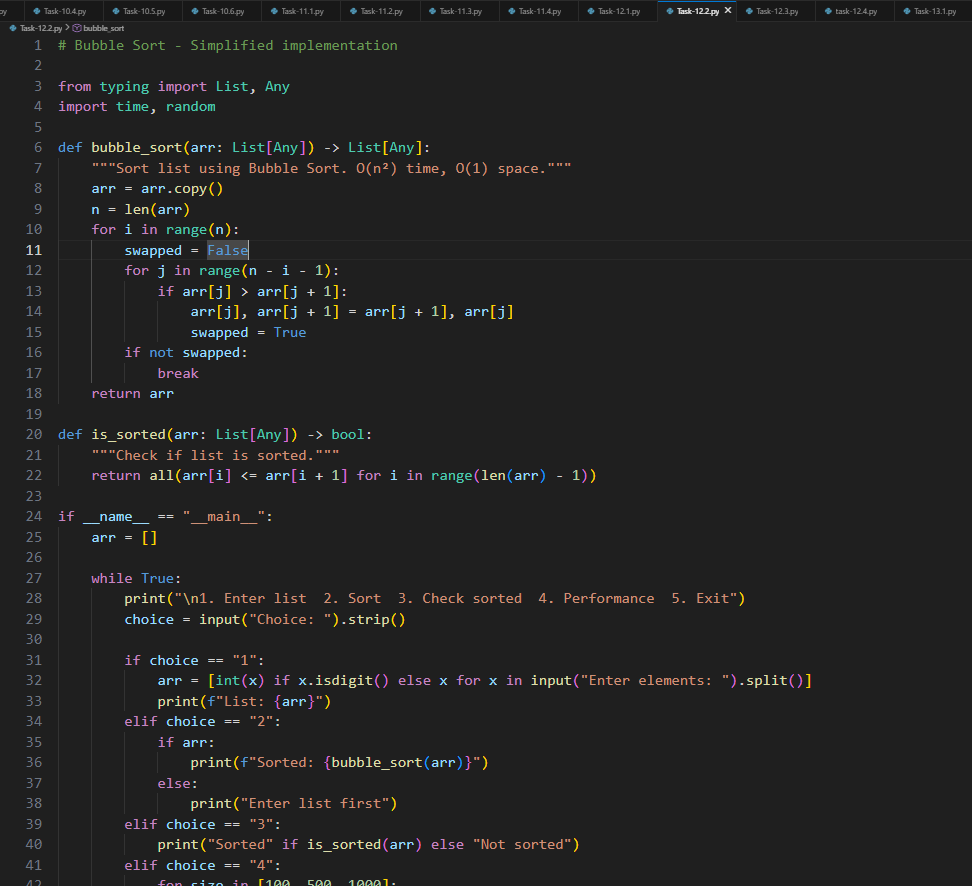 py Task-10.4.py Task-10.5.py Task-10.6.py Task-11.1.py Task-11.2.py Task-11.3.py Task-11.4.py Task-12.1.py Task-12.2.py Task-12.3.py task-12.4.py Task-13.1.py
Task-12.2.py > bubble_sort
1 # Bubble Sort - Simplified implementation
2
3 from typing import List, Any
4 import time, random
5
6 def bubble_sort(arr: List[Any]) -> List[Any]:
7     """Sort list using Bubble Sort. O(n²) time, O(1) space."""
8     arr = arr.copy()
9     n = len(arr)
10     for i in range(n):
11         swapped = False
12         for j in range(n - i - 1):
13             if arr[j] > arr[j + 1]:
14                 arr[j], arr[j + 1] = arr[j + 1], arr[j]
15                 swapped = True
16         if not swapped:
17             break
18     return arr
19
20 def is_sorted(arr: List[Any]) -> bool:
21     """Check if list is sorted."""
22     return all(arr[i] <= arr[i + 1] for i in range(len(arr) - 1))
23
24 if __name__ == "__main__":
25     arr = []
26
27     while True:
28         print("\n1. Enter list  2. Sort  3. Check sorted  4. Performance  5. Exit")
29         choice = input("Choice: ").strip()
30
31         if choice == "1":
32             arr = [int(x) if x.isdigit() else x for x in input("Enter elements: ").split()]
33             print(f"List: {arr}")
34         elif choice == "2":
35             if arr:
36                 print(f"Sorted: {bubble_sort(arr)}")
37             else:
38                 print("Enter list first")
39         elif choice == "3":
40             print("Sorted" if is_sorted(arr) else "Not sorted")
41         elif choice == "4":
42             for size in [100, 500, 1000]: